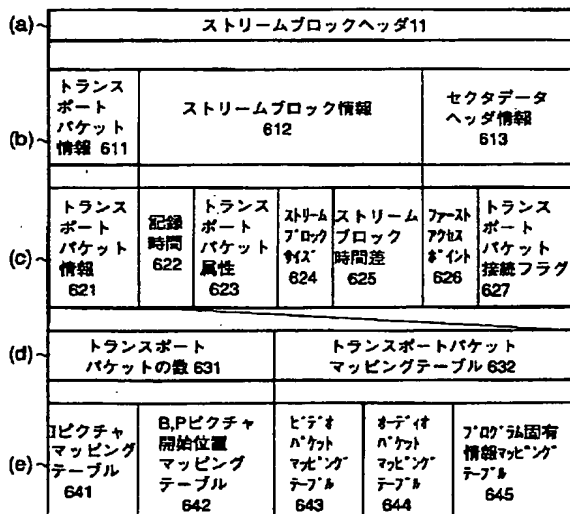 (a)
ストリームブロックヘッダ11
(b)
トランス
ポート
パケット
情報 611
ストリームブロック情報
612
セクタデータ
ヘッダ情報
613
(c)
トランス
ポート
パケット
情報
621
記録
時間
622
トランス
ポート
パケット
属性
623
ストリーム
ブロック
サイズ
624
ストリーム
ブロック
時間差
625
ファースト
アクセス
ポイント
626
トランス
ポート
パケット
接続フラグ
627
(d)
トランスポート
パケットの数 631
トランスポートパケット
マッピングテーブル 632
(e)
Iピクチャ
マッピング
テーブル
641
B,Pピクチャ
開始位置
マッピング
テーブル
642
ビデオ
パケット
マッピング
テーブル
643
オーディオ
パケット
マッピング
テーブル
644
プログラム固有
情報マッピング
テーブル
645